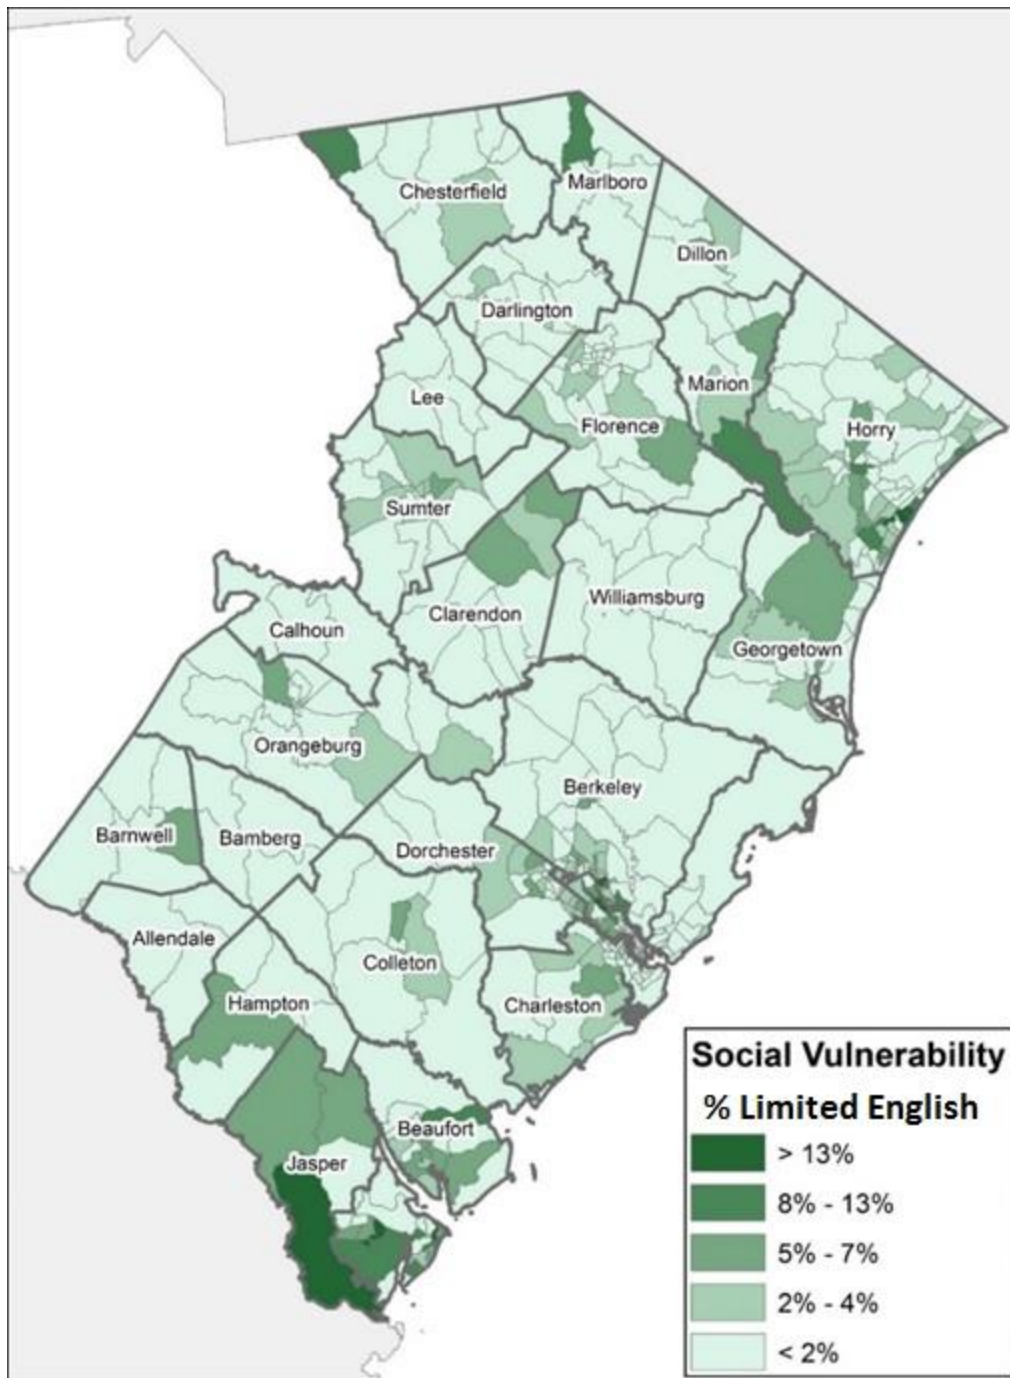 Chesterfield
Marlboro
Dillon
Darlington
Marion
Lee
Florence
Horry
Sumter
Clarendon
Williamsburg
Calhoun
Georgetown
Orangeburg
Berkeley
Barnwell
Bamberg
Dorchester
Allendale
Colleton
Hampton
Charleston
Beaufort
Jasper
Social Vulnerability
% Limited English
> 13%
8% - 13%
5% - 7%
2% - 4%
< 2%